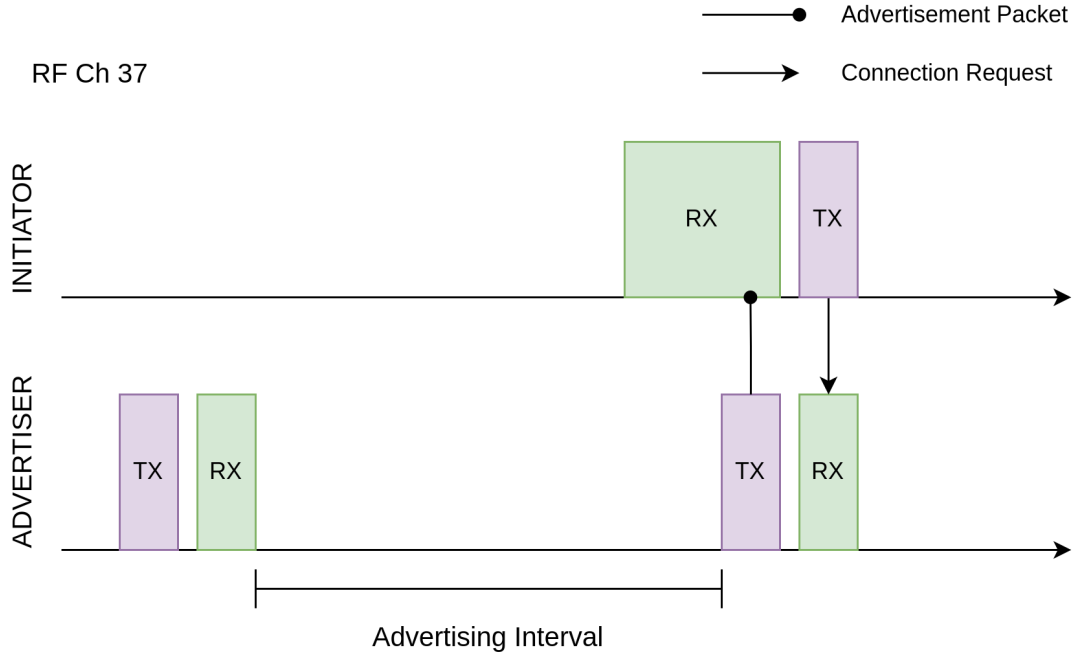 Advertisement Packet
RF Ch 37
Connection Request
INITIATOR
RX
TX
ADVERTISER
TX
RX
TX
RX
Advertising Interval